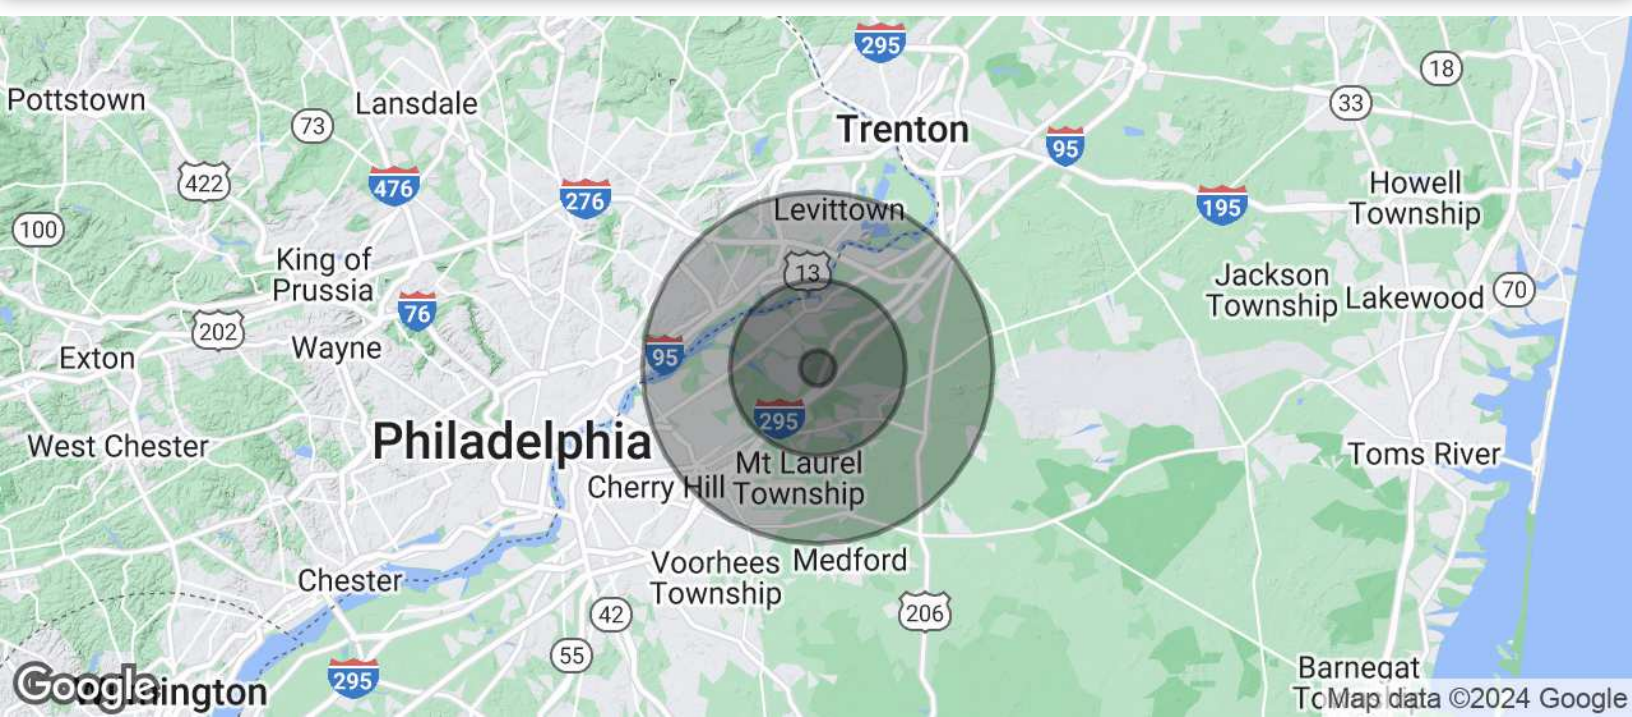 295
18
Pottstown
Lansdale
33
73
Trenton
95
422
476
276
195
Howell
Township
Levittown
100
King of
Prussia
13
Jackson
Township
Lakewood
70
76
202
Wayne
Exton
95
295
Philadelphia
West Chester
Mt Laurel
Township
Cherry Hill
Toms River
Voorhees
Township
Medford
Chester
42
206
55
295
Barnegat
Google
Map data ©2024 Google